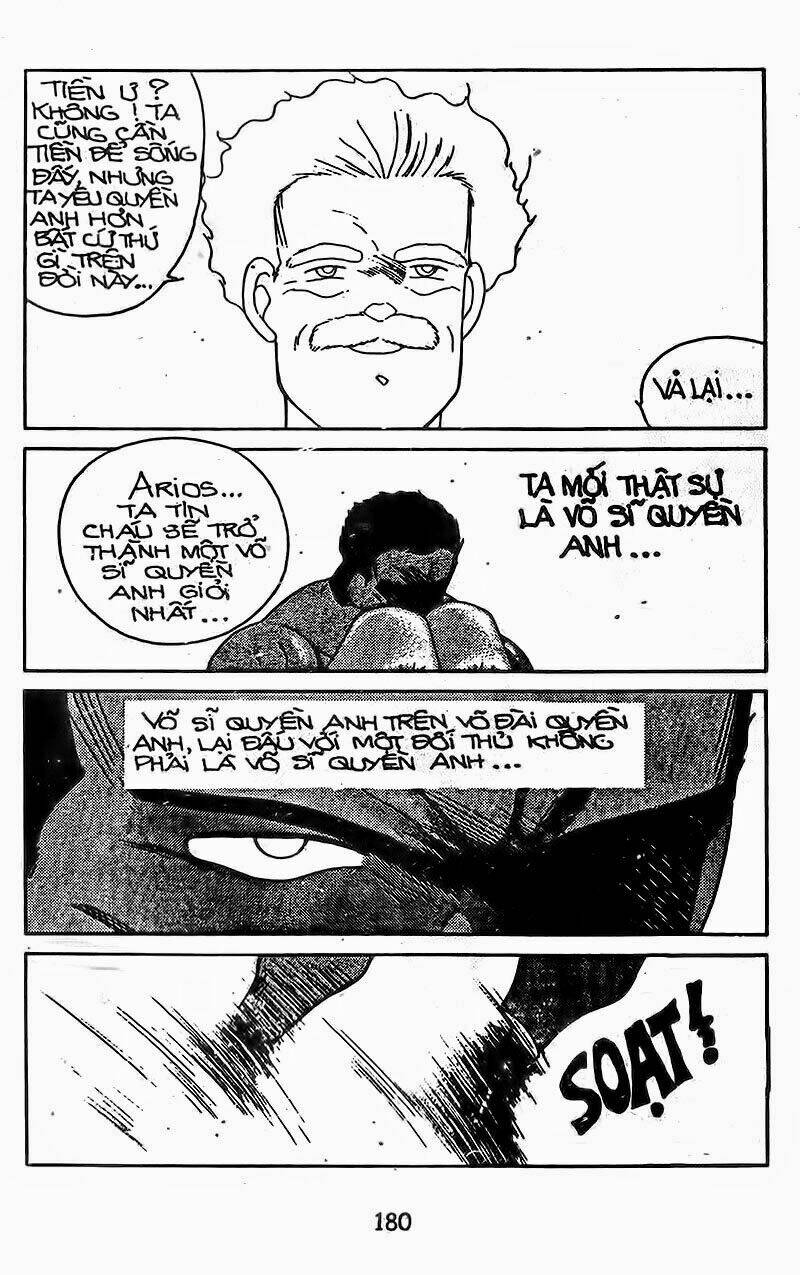 TIỀN Ư?
KHÔNG! TA
CŨNG CẦN
TIỀN ĐỂ SỐNG
ĐẤY, NHƯNG
TA YÊU QUYỀN
ANH HƠN
BẤT CỨ THỨ
GÌ TRÊN
ĐỜI NÀY...
VẢ LẠI...
ARIOS...
TA TIN
CHÁU SẼ TRỞ
THÀNH MỘT VÕ
SĨ QUYỀN
ANH GIỎI
NHẤT...
TA MỚI THẬT SỰ
LÀ VÕ SĨ QUYỀN
ANH...
VÕ SĨ QUYỀN ANH TRÊN VÕ ĐÀI QUYỀN
ANH, LẠI ĐẤU VỚI MỘT ĐỐI THỦ KHÔNG
PHẢI LÀ VÕ SĨ QUYỀN ANH...
SOẠT!
180